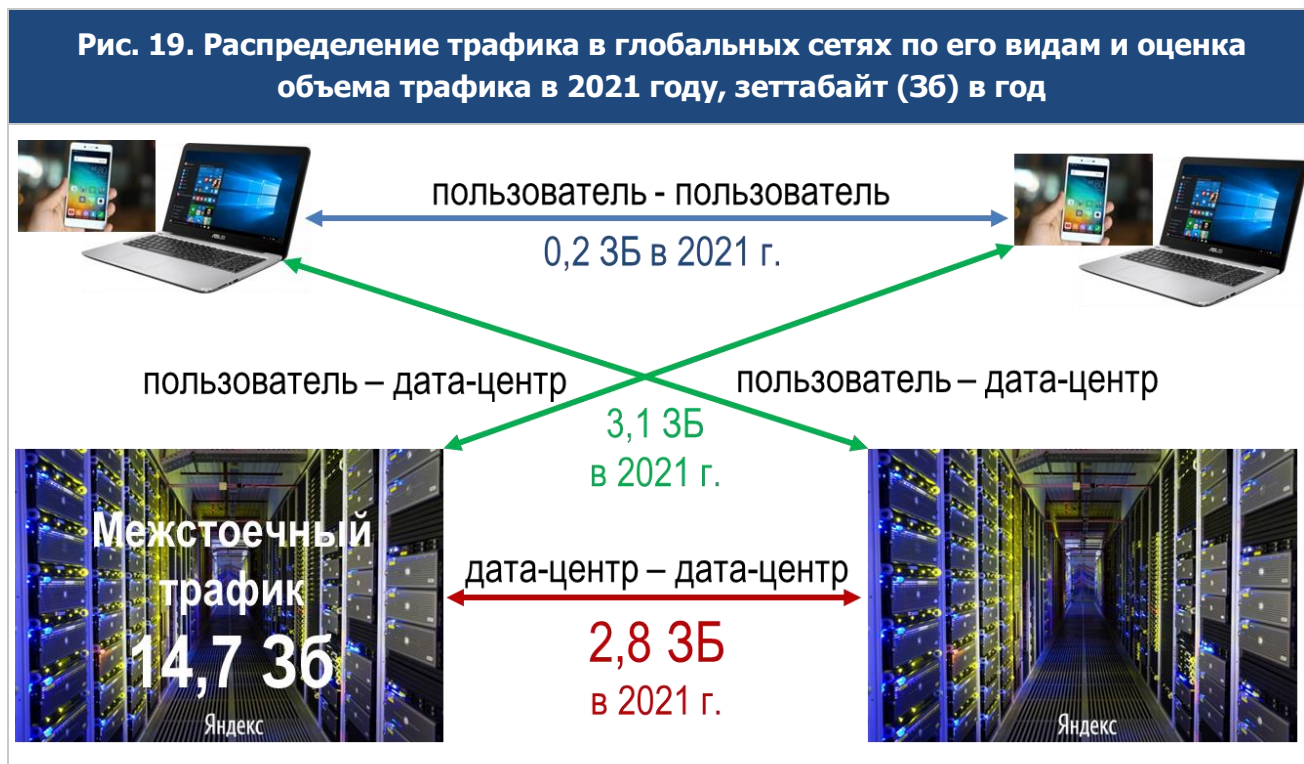 Рис. 19. Распределение трафика в глобальных сетях по его видам и оценка
объема трафика в 2021 году, зеттабайт (Зб) в год
пользователь - пользователь
0,2 ЗБ в 2021 г.
пользователь – дата-центр
пользователь – дата-центр
3,1 ЗБ
в 2021 г.
Межстоечный
трафик
14,7 Зб
дата-центр – дата-центр
2,8 ЗБ
в 2021 г.
Яндекс
Яндекс